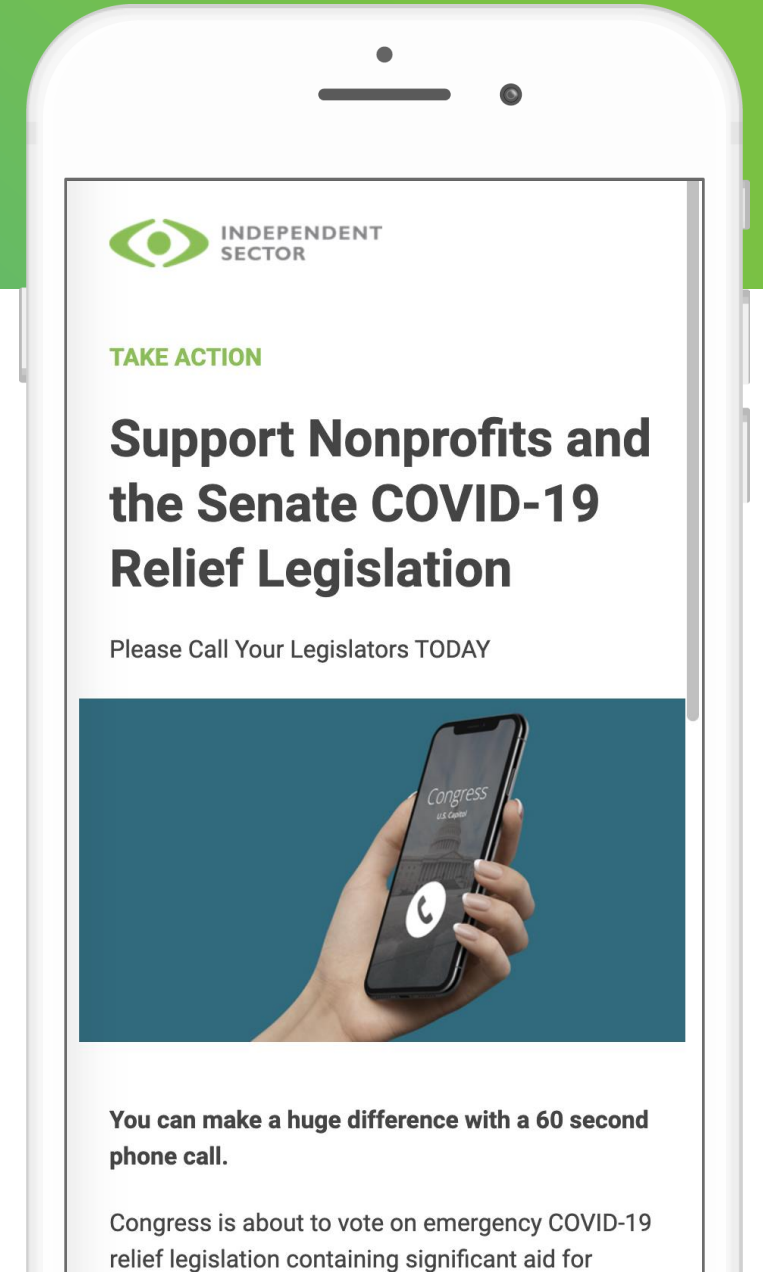 INDEPENDENT
SECTOR
TAKE ACTION
Support Nonprofits and
the Senate COVID-19
Relief Legislation
Please Call Your Legislators TODAY
Congress
U.S. Capitol
You can make a huge difference with a 60 second
phone call.
Congress is about to vote on emergency COVID-19
relief legislation containing significant aid for